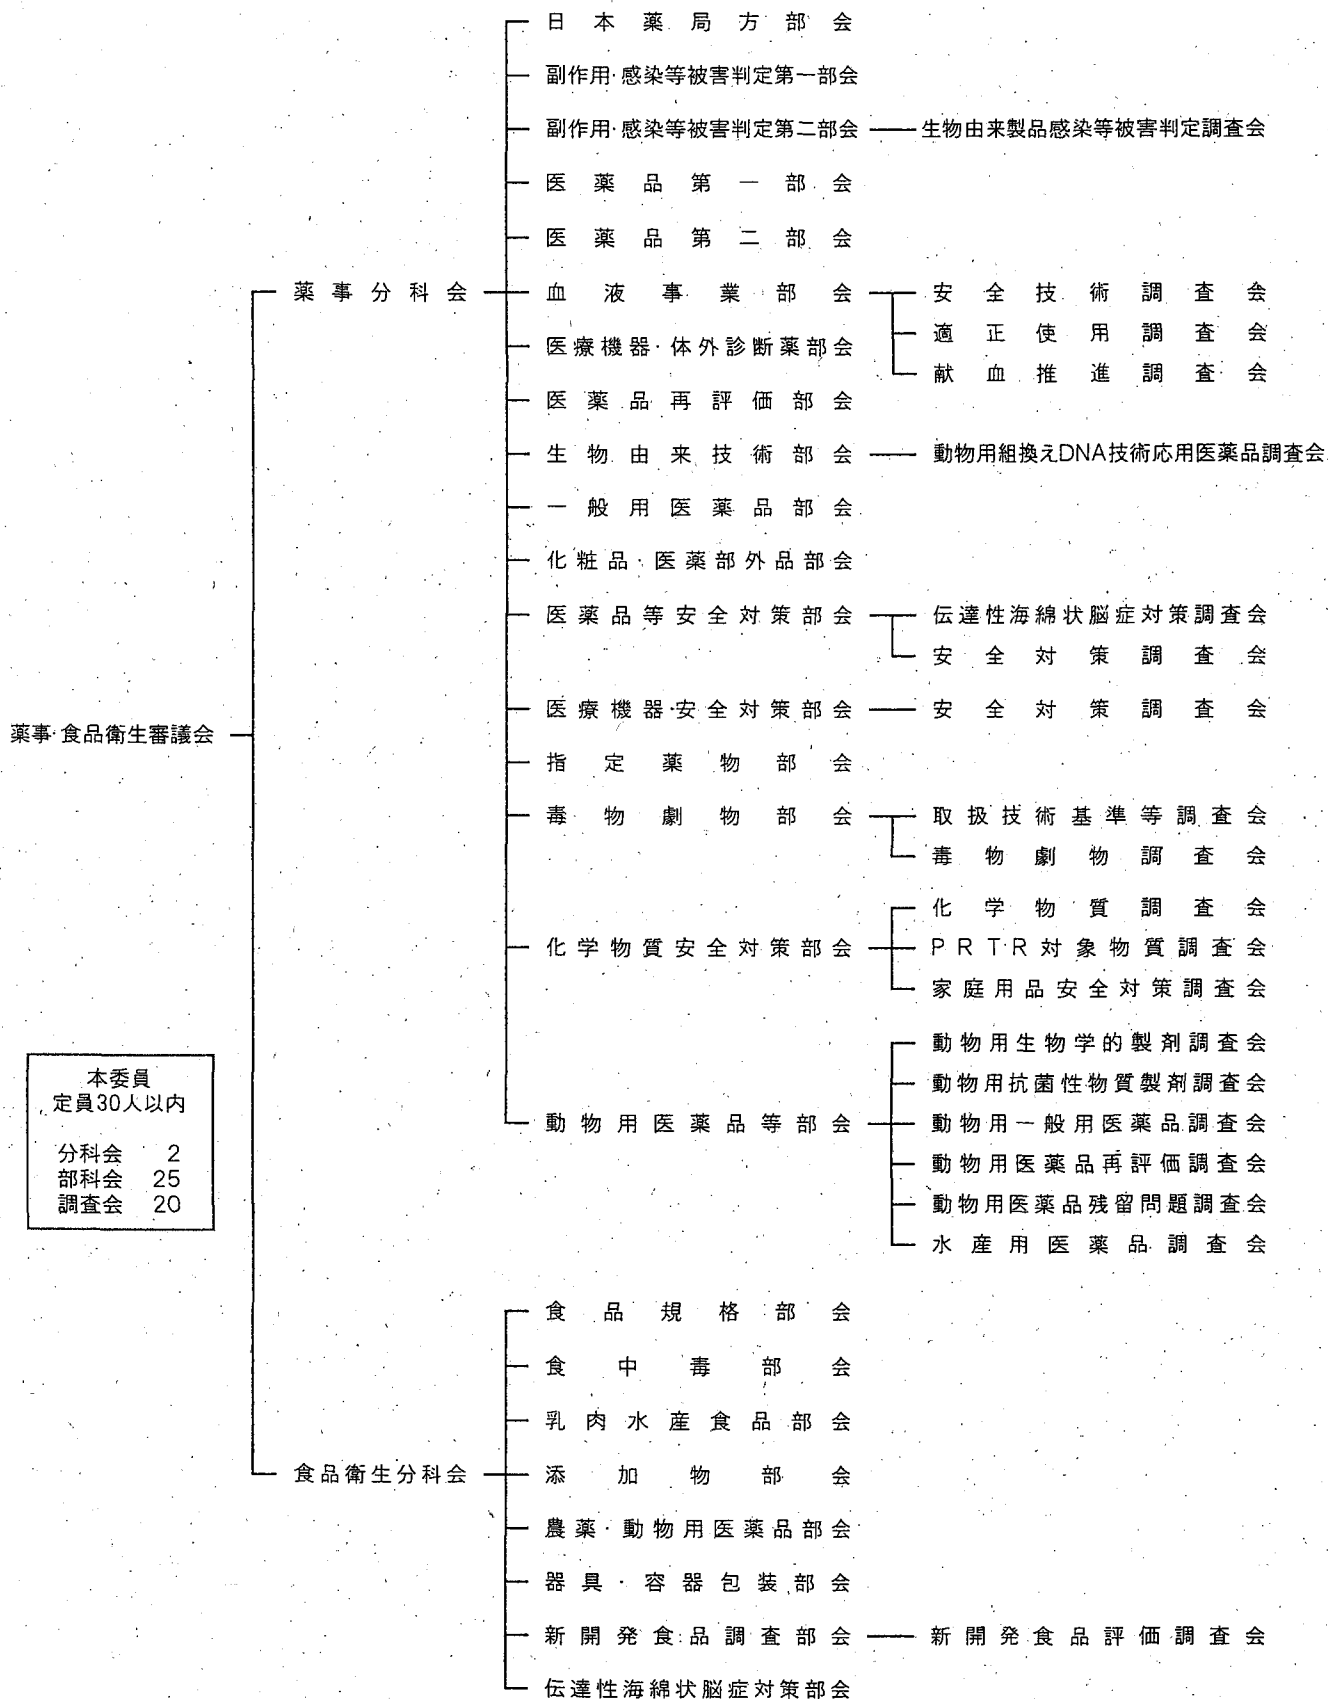 日本薬局方部会
副作用・感染等被害判定第一部会
副作用・感染等被害判定第二部会 生物由来製品感染等被害判定調査会
医薬品第一部会
医薬品第二部会
薬事分科会 血液事業部会 安全技術調査会
適正使用調査会
医療機器・体外診断薬部会
献血推進調査会
医薬品再評価部会
生物由来技術部会 動物用組換えDNA技術応用医薬品調査会
一般用医薬品部会
化粧品・医薬部外品部会
医薬品等安全対策部会 伝達性海綿状脳症対策調査会
安全対策調査会
医療機器・安全対策部会 安全対策調査会
薬事・食品衛生審議会
指定薬物部会
毒物劇物部会 取扱技術基準等調査会
毒物劇物調査会
化学物質調査会
化学物質安全対策部会 PRTR対象物質調査会
家庭用品安全対策調査会
動物用生物学的製剤調査会
動物用抗菌性物質製剤調査会
動物用医薬品等部会 動物用一般用医薬品調査会
動物用医薬品再評価調査会
動物用医薬品残留問題調査会
水産用医薬品調査会
本委員
定員30人以内
分科会 2
部科会 25
調査会 20
食品規格部会
食中毒部会
乳肉水産食品部会
食品衛生分科会 添加物部会
農薬・動物用医薬品部会
器具・容器包装部会
新開発食品調査部会 新開発食品評価調査会
伝達性海綿状脳症対策部会